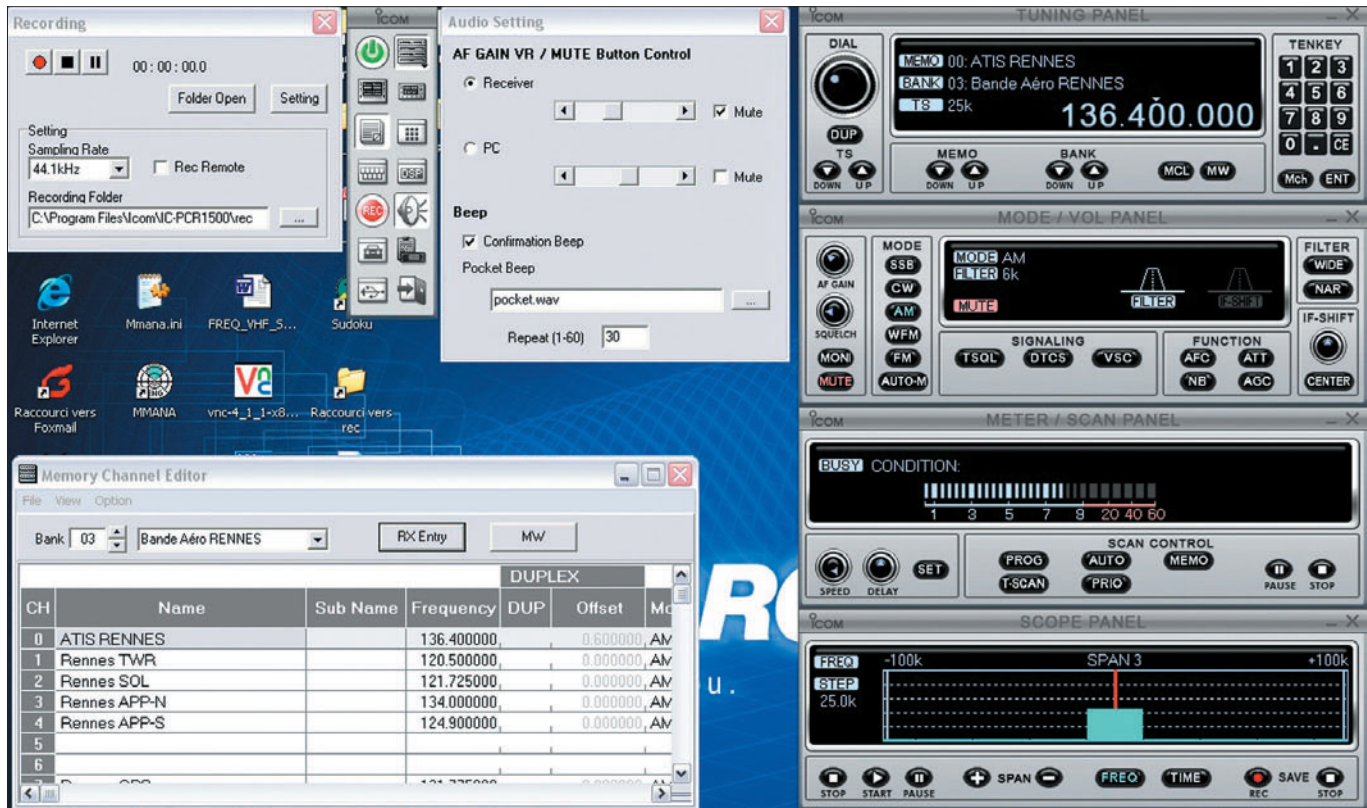 Recording
00 : 00 : 00.0
Folder Open
Setting
Setting
Sampling Rate
44.1kHz
Rec Remote
Recording Folder
C:\Program Files\Icom\IC-PCR1500\rec
...
ICOM
DSP
REC
Audio Setting
AF GAIN VR / MUTE Button Control
Receiver
Mute
PC
Mute
Beep
Confirmation Beep
Pocket Beep
pocket.wav
...
Repeat (1-60) 30
Internet Explorer
Mmana.ini
FREQ_VHF_S...
Sudoku
Raccourci vers Foxmail
MMANA
vnc-4_1_1-x8...
Raccourci vers rec
Memory Channel Editor
File View Option
Bank 03 Bande Aéro RENNES RX Entry MW
DUPLEX
CH Name Sub Name Frequency DUP Offset Mo
0 ATIS RENNES 136.400000, 0.600000, AM
1 Rennes TWR 120.500000, 0.000000, AM
2 Rennes SOL 121.725000, 0.000000, AM
3 Rennes APP-N 134.000000, 0.000000, AM
4 Rennes APP-S 124.900000, 0.000000, AM
5
6
u.
ICOM TUNING PANEL
DIAL
MEMO 00: ATIS RENNES
BANK 03: Bande Aéro RENNES
TS 25k
136.400.000
TENKEY
1 2 3
4 5 6
7 8 9
0 . CE
Mch ENT
DUP
TS
DOWN UP
MEMO
DOWN UP
BANK
DOWN UP
MCL MW
ICOM MODE / VOL PANEL
AF GAIN
SQUELCH
MONI
MUTE
MODE
SSB
CW
AM
WFM
FM
AUTO-M
MODE AM
FILTER 6k
MUTE
FILTER
IF-SHIFT
SIGNALING
TSQL DTCS VSC
FUNCTION
AFC ATT
NB AGC
FILTER
WIDE
NAR
IF-SHIFT
CENTER
ICOM METER / SCAN PANEL
BUSY CONDITION:
1 3 5 7 9 20 40 60
SPEED DELAY SET
SCAN CONTROL
PROG AUTO MEMO
T-SCAN PRIO
PAUSE STOP
ICOM SCOPE PANEL
FREQ -100k SPAN 3 +100k
STEP
25.0k
STOP START PAUSE
SPAN
FREQ TIME
REC SAVE STOP